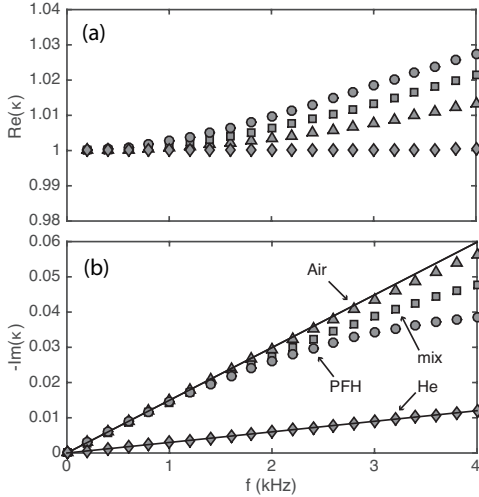 1.04
(a)
1.03
1.02
Re(κ)
1.01
1
0.99
0.98
0.06
(b)
0.05
Air
0.04
-Im(κ)
0.03
mix
PFH
0.02
He
0.01
0
0 1 2 3 4
f (kHz)